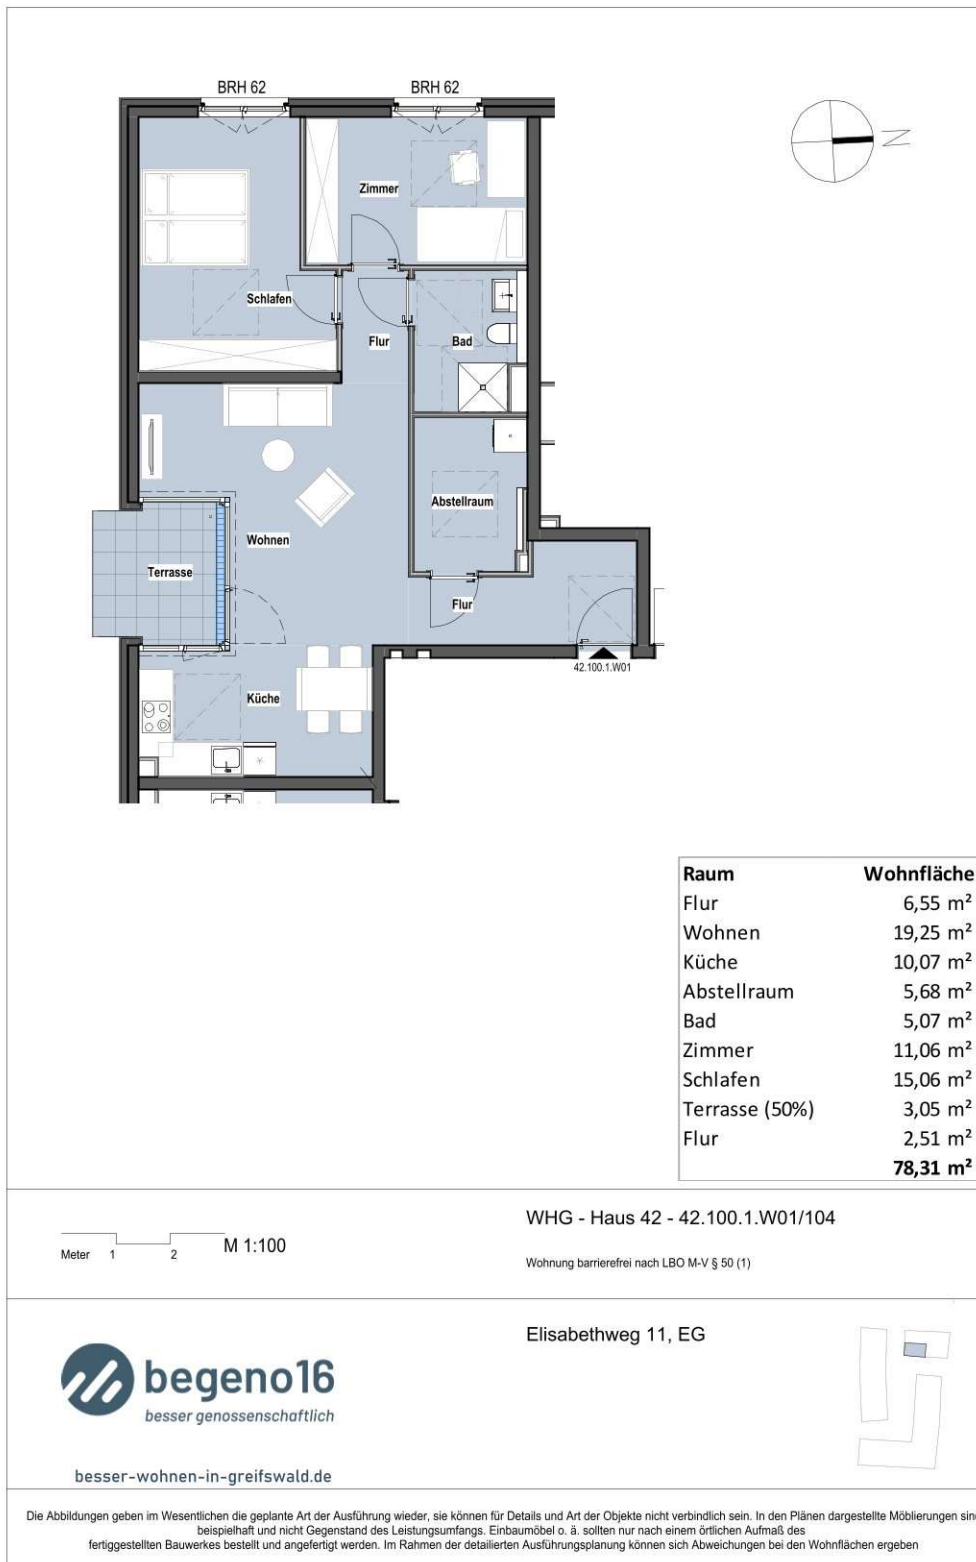 BRH 62 BRH 62
N
Zimmer
Schlafen
Flur Bad
Abstellraum
Wohnen
Terrasse
Flur
42.100.1.W01
Küche
Raum Wohnfläche
Flur 6,55 m²
Wohnen 19,25 m²
Küche 10,07 m²
Abstellraum 5,68 m²
Bad 5,07 m²
Zimmer 11,06 m²
Schlafen 15,06 m²
Terrasse (50%) 3,05 m²
Flur 2,51 m²
78,31 m²
WHG - Haus 42 - 42.100.1.W01/104
Meter 1 2 M 1:100
Wohnung barrierefrei nach LBO M-V § 50 (1)
Elisabethweg 11, EG
begeno16
besser genossenschaftlich
besser-wohnen-in-greifswald.de
Die Abbildungen geben im Wesentlichen die geplante Art der Ausführung wieder, sie können für Details und Art der Objekte nicht verbindlich sein. In den Plänen dargestellte Möblierungen sind
beispielhaft und nicht Gegenstand des Leistungsumfangs. Einbaumöbel o. ä. sollten nur nach einem örtlichen Aufmaß des
fertiggestellten Bauwerkes bestellt und angefertigt werden. Im Rahmen der detailierten Ausführungsplanung können sich Abweichungen bei den Wohnflächen ergeben